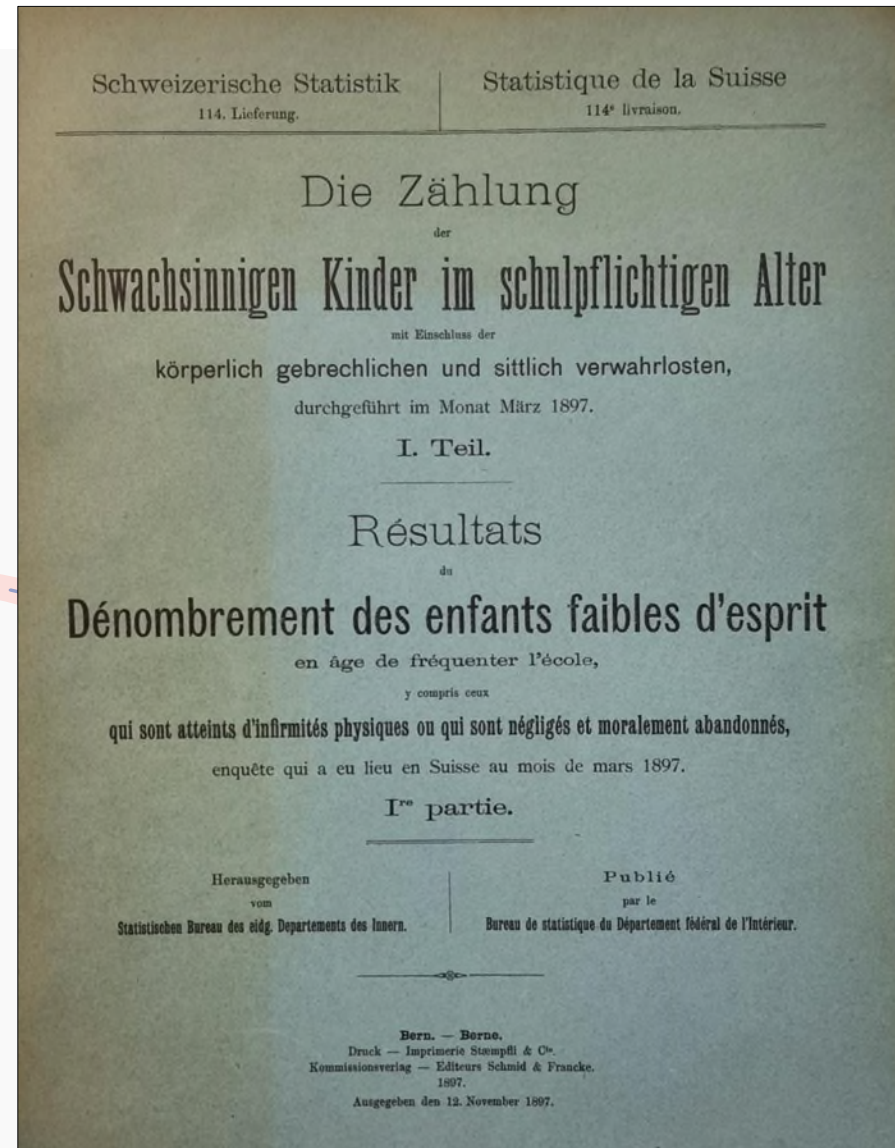 Schweizerische Statistik
114. Lieferung.
Statistique de la Suisse
114e livraison.
Die Zählung
der
Schwachsinnigen Kinder im schulpflichtigen Alter
mit Einschluss der
körperlich gebrechlichen und sittlich verwahrlosten,
durchgeführt im Monat März 1897.
I. Teil.
Résultats
du
Dénombrement des enfants faibles d'esprit
en âge de fréquenter l'école,
y compris ceux
qui sont atteints d'infirmités physiques ou qui sont négligés et moralement abandonnés,
enquête qui a eu lieu en Suisse au mois de mars 1897.
Ire partie.
Herausgegeben
vom
Statistischen Bureau des eidg. Departements des Innern.
Publié
par le
Bureau de statistique du Département fédéral de l'Intérieur.
Bern. — Berne.
Druck — Imprimerie Stæmpfli & Cie.
Kommissionsverlag — Editeurs Schmid & Francke.
1897.
Ausgegeben den 12. November 1897.